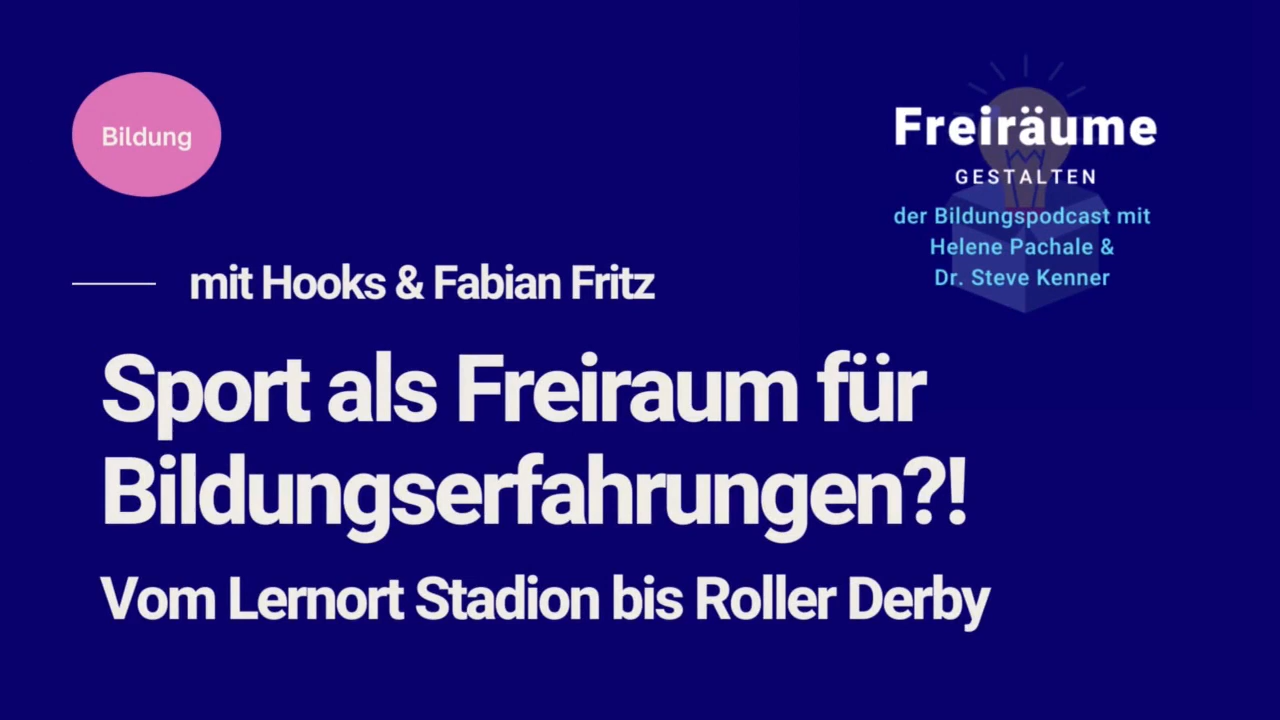 Bildung
Freiräume
GESTALTEN
der Bildungspodcast mit
Helene Pachale &
Dr. Steve Kenner
mit Hooks & Fabian Fritz
Sport als Freiraum für
Bildungserfahrungen?!
Vom Lernort Stadion bis Roller Derby